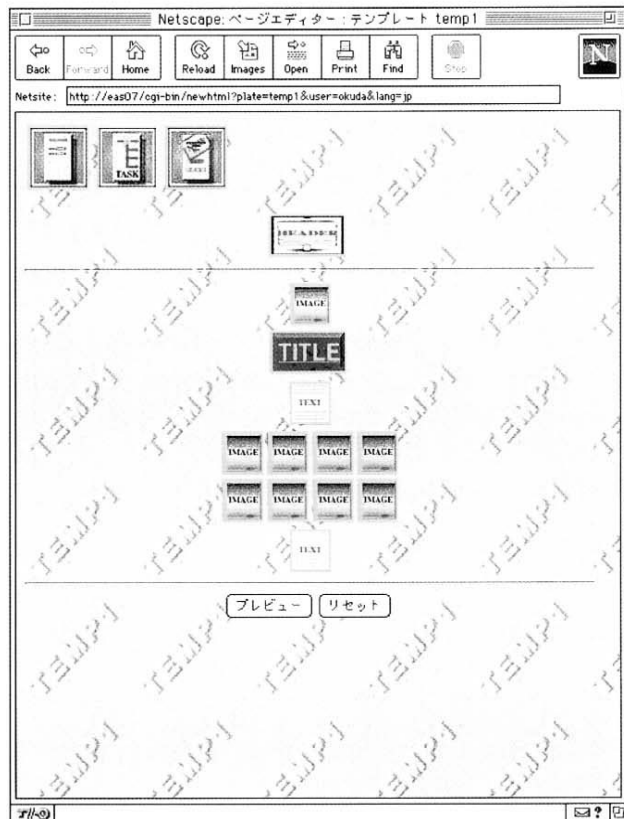 Netscape: ページエディター : テンプレート temp1
Back Forward Home Reload Images Open Print Find Stop
Netsite: http://eas07/cgi-bin/newhtml?plate=temp1&user=okuda&lang=jp
TASK
HEADER
IMAGE
TITLE
TEXT
IMAGE IMAGE IMAGE IMAGE
IMAGE IMAGE IMAGE IMAGE
TEXT
プレビュー リセット
TEMP-1